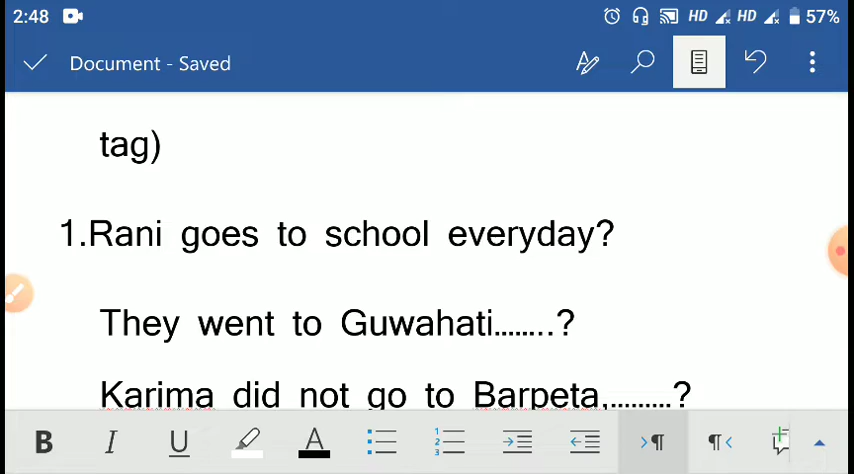 2:48 HD HD 57%
Document - Saved
tag)
1.Rani goes to school everyday?
They went to Guwahati........?
Karima did not go to Barpeta,.........?
B I U A